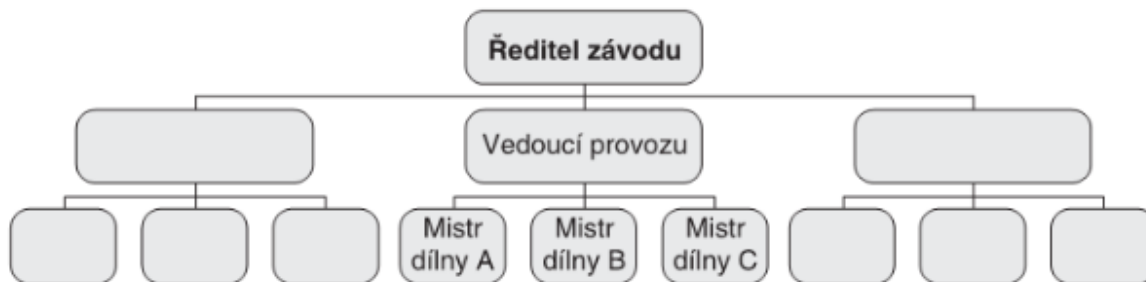 Ředitel závodu
Vedoucí provozu
Mistr
dílny A
Mistr
dílny B
Mistr
dílny C